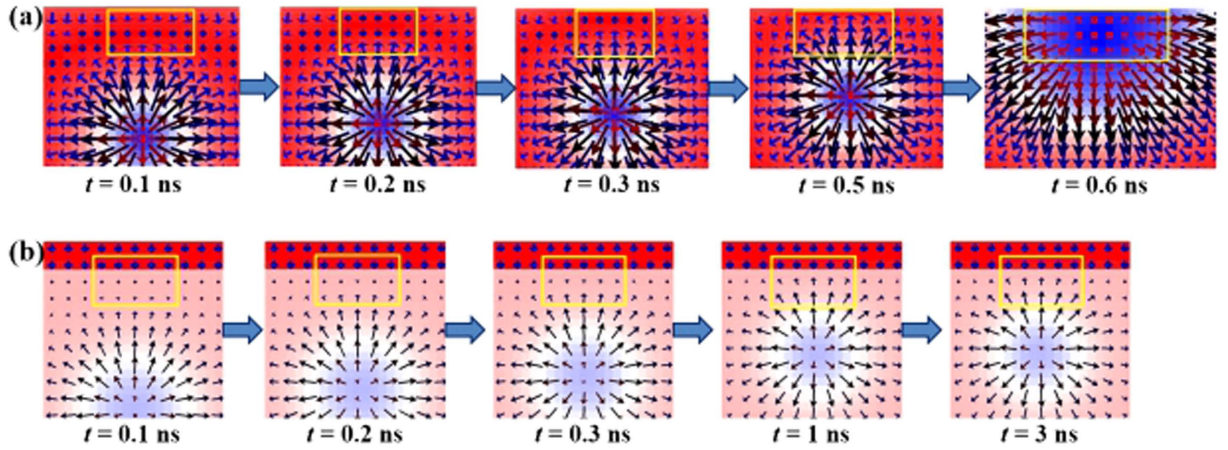 (a)
t = 0.1 ns t = 0.2 ns t = 0.3 ns t = 0.5 ns t = 0.6 ns
(b)
t = 0.1 ns t = 0.2 ns t = 0.3 ns t = 1 ns t = 3 ns